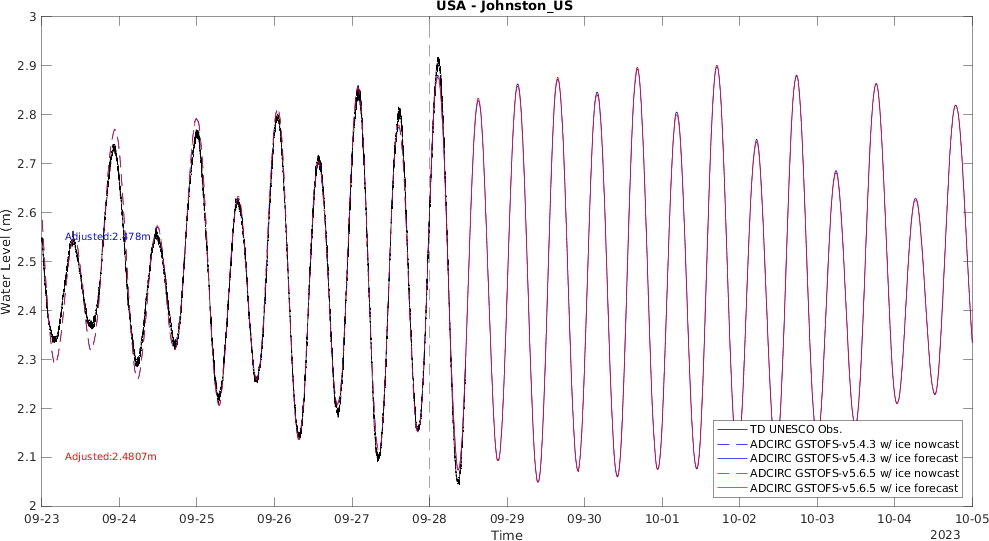 USA - Johnston_US
Water Level (m)
3
2.9
2.8
2.7
2.6
2.5
2.4
2.3
2.2
2.1
2
Adjusted:2.478m
Adjusted:2.4807m
TD UNESCO Obs.
ADCIRC GSTOFS-v5.4.3 w/ ice nowcast
ADCIRC GSTOFS-v5.4.3 w/ ice forecast
ADCIRC GSTOFS-v5.6.5 w/ ice nowcast
ADCIRC GSTOFS-v5.6.5 w/ ice forecast
09-23 09-24 09-25 09-26 09-27 09-28 09-29 09-30 10-01 10-02 10-03 10-04 10-05
Time
2023